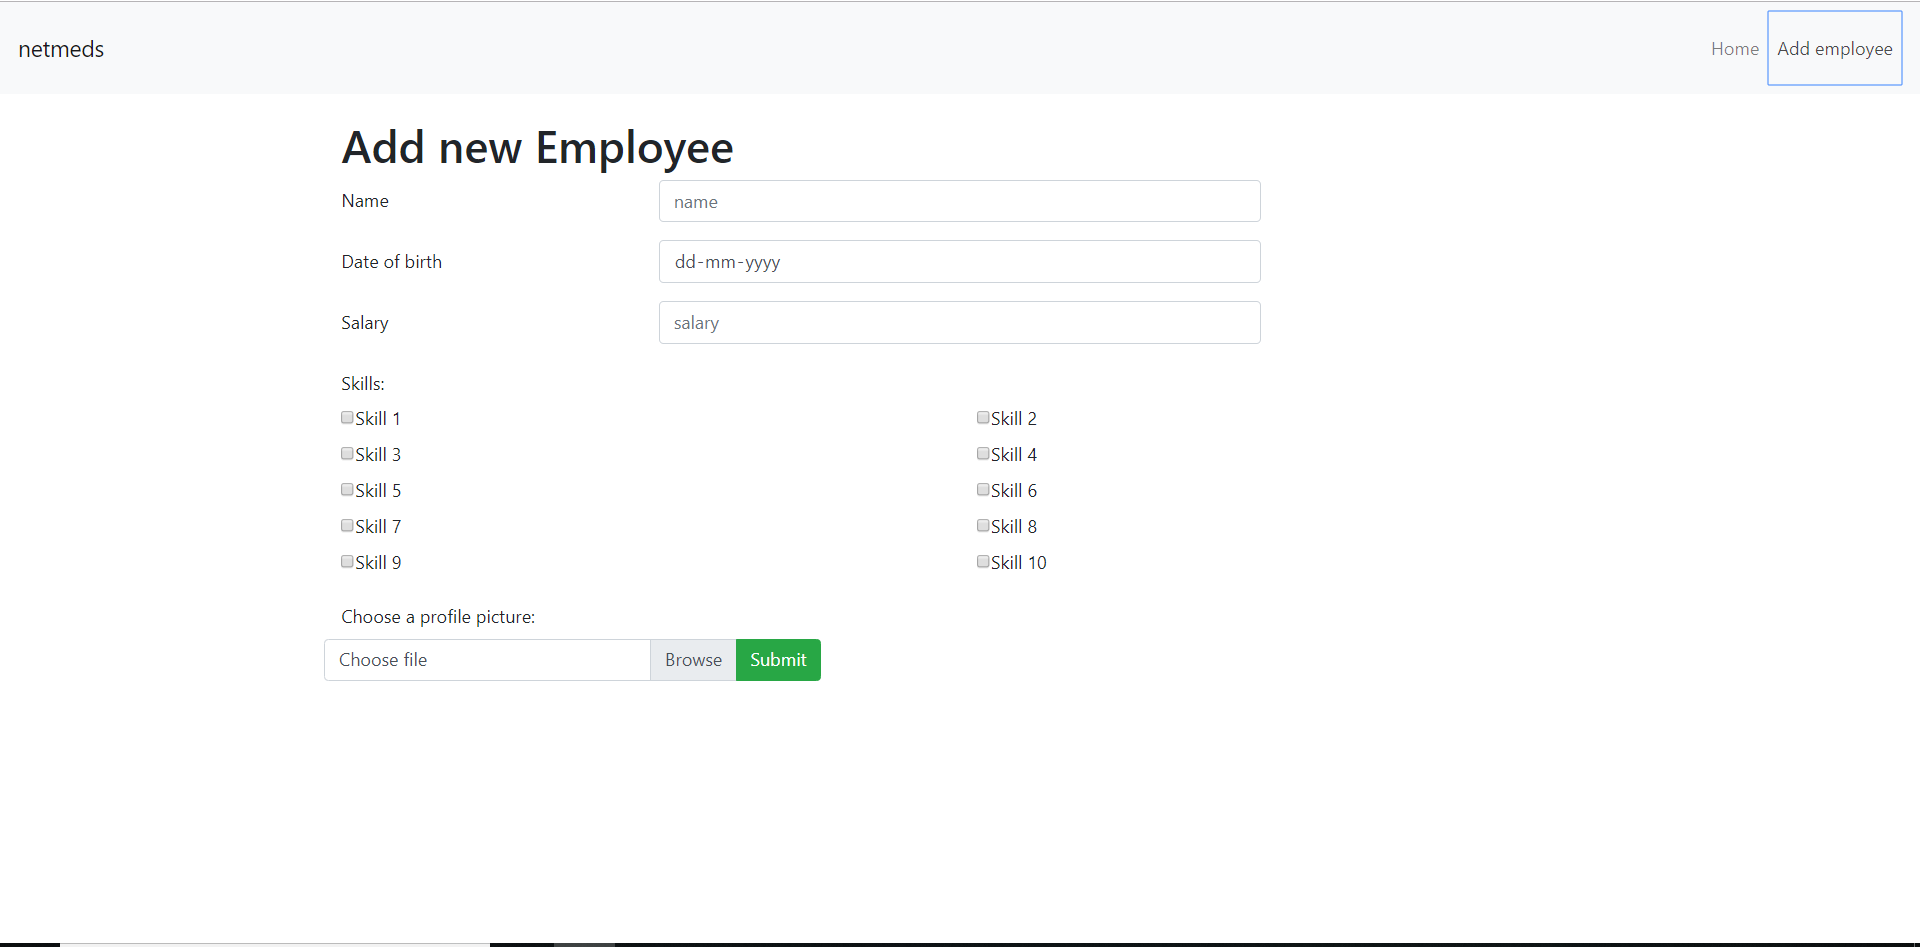 netmeds Home Add employee
Add new Employee
Name name
Date of birth dd-mm-yyyy
Salary salary
Skills:
Skill 1 Skill 2
Skill 3 Skill 4
Skill 5 Skill 6
Skill 7 Skill 8
Skill 9 Skill 10
Choose a profile picture:
Choose file Browse Submit